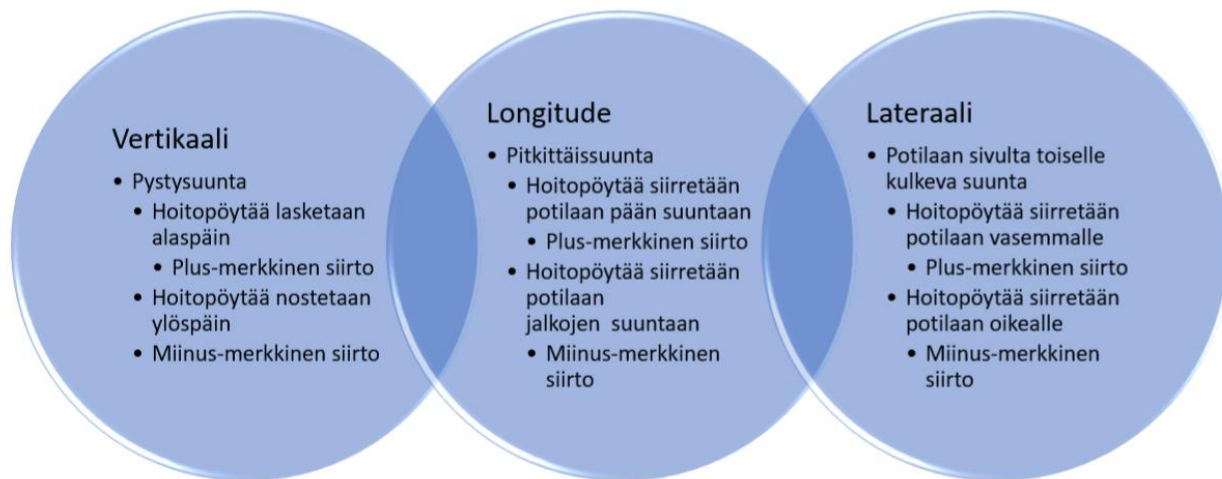 Vertikaali
• Pystysuunta
• Hoitopöytää lasketaan
alaspäin
• Plus-merkkinen siirto
• Hoitopöytää nostetaan
ylöspäin
• Miinus-merkkinen siirto
Longitude
• Pitkittäissuunta
• Hoitopöytää siirretään
potilaan pään suuntaan
• Plus-merkkinen siirto
• Hoitopöytää siirretään
potilaan
jalkojen suuntaan
• Miinus-merkkinen
siirto
Lateraali
• Potilaan sivulta toiselle
kulkeva suunta
• Hoitopöytää siirretään
potilaan vasemmalle
• Plus-merkkinen siirto
• Hoitopöytää siirretään
potilaan oikealle
• Miinus-merkkinen
siirto